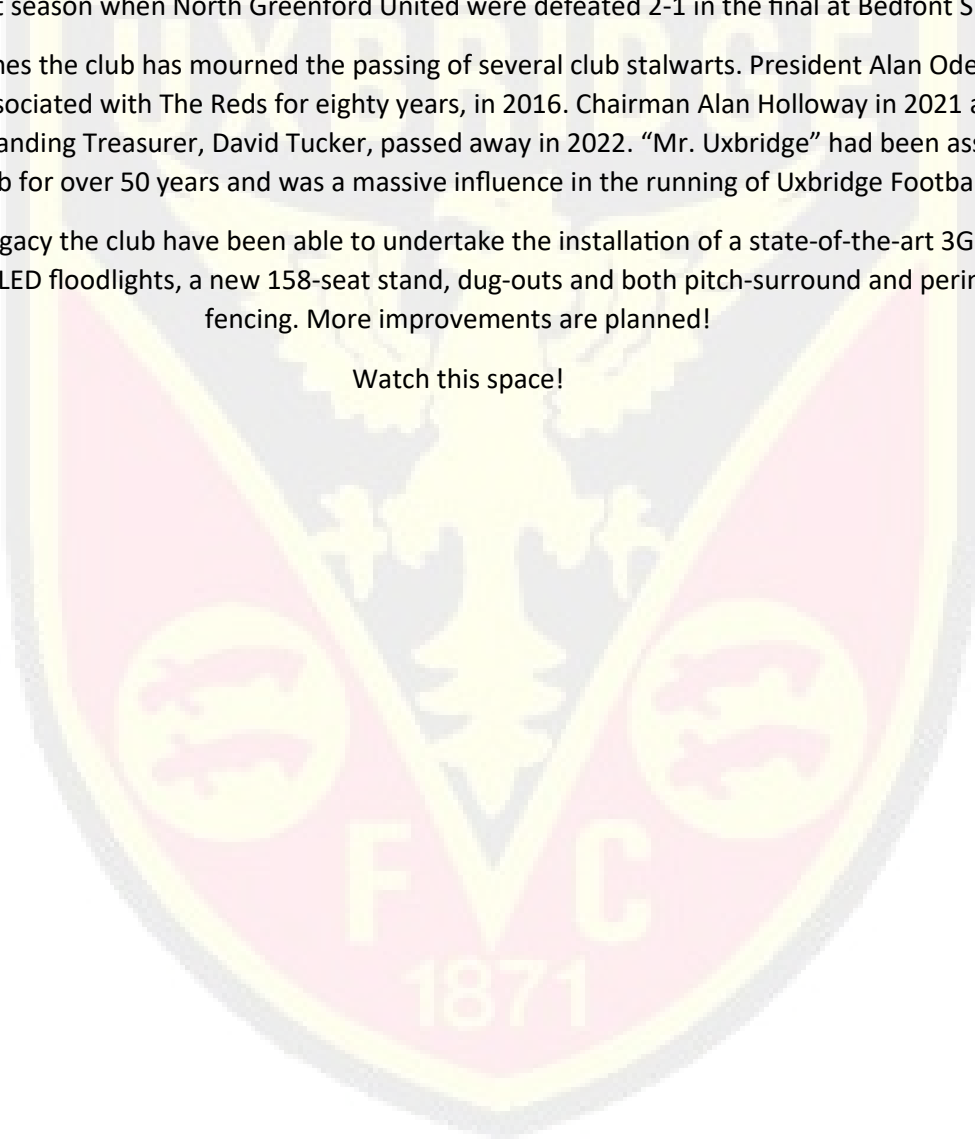 UXBRIDGE
t season when North Greenford United were defeated 2-1 in the final at Bedfont S
nes the club has mourned the passing of several club stalwarts. President Alan Ode
sociated with The Reds for eighty years, in 2016. Chairman Alan Holloway in 2021 a
anding Treasurer, David Tucker, passed away in 2022. “Mr. Uxbridge” had been ass
b for over 50 years and was a massive influence in the running of Uxbridge Footba
gacy the club have been able to undertake the installation of a state-of-the-art 3G
LED floodlights, a new 158-seat stand, dug-outs and both pitch-surround and perin
fencing. More improvements are planned!
Watch this space!
F C
1871